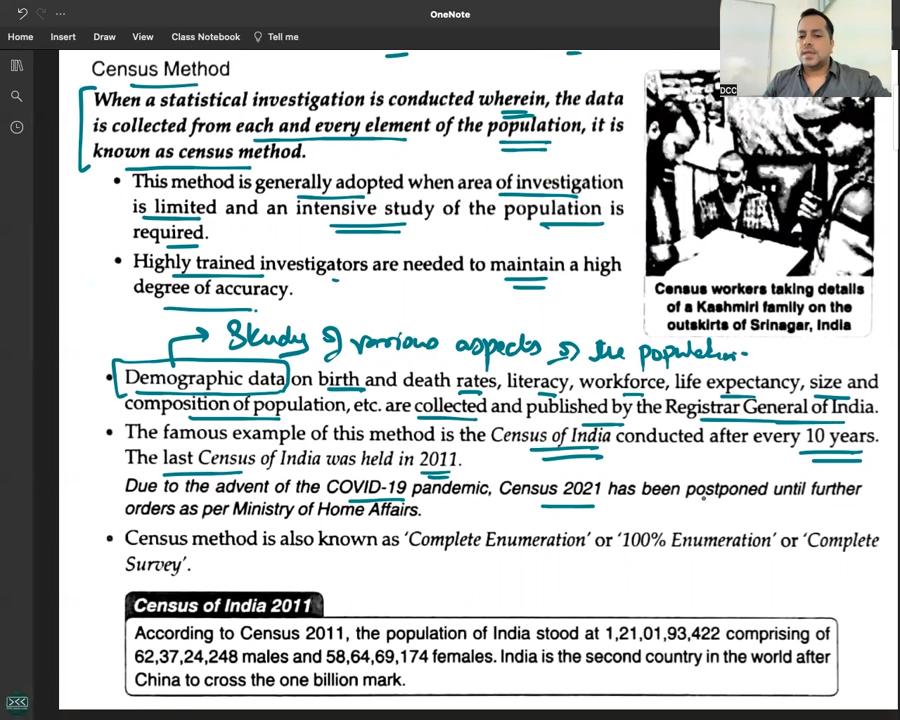 OneNote
Home Insert Draw View Class Notebook Tell me
DCC
Census Method
When a statistical investigation is conducted wherein, the data
is collected from each and every element of the population, it is
known as census method.
• This method is generally adopted when area of investigation
is limited and an intensive study of the population is
required.
• Highly trained investigators are needed to maintain a high
degree of accuracy.
Census workers taking details
of a Kashmiri family on the
outskirts of Srinagar, India
→ Study of various aspects of the population.
• Demographic data on birth and death rates, literacy, workforce, life expectancy, size and
composition of population, etc. are collected and published by the Registrar General of India.
• The famous example of this method is the Census of India conducted after every 10 years.
The last Census of India was held in 2011.
Due to the advent of the COVID-19 pandemic, Census 2021 has been postponed until further
orders as per Ministry of Home Affairs.
• Census method is also known as 'Complete Enumeration' or '100% Enumeration' or 'Complete
Survey'.
Census of India 2011
According to Census 2011, the population of India stood at 1,21,01,93,422 comprising of
62,37,24,248 males and 58,64,69,174 females. India is the second country in the world after
China to cross the one billion mark.